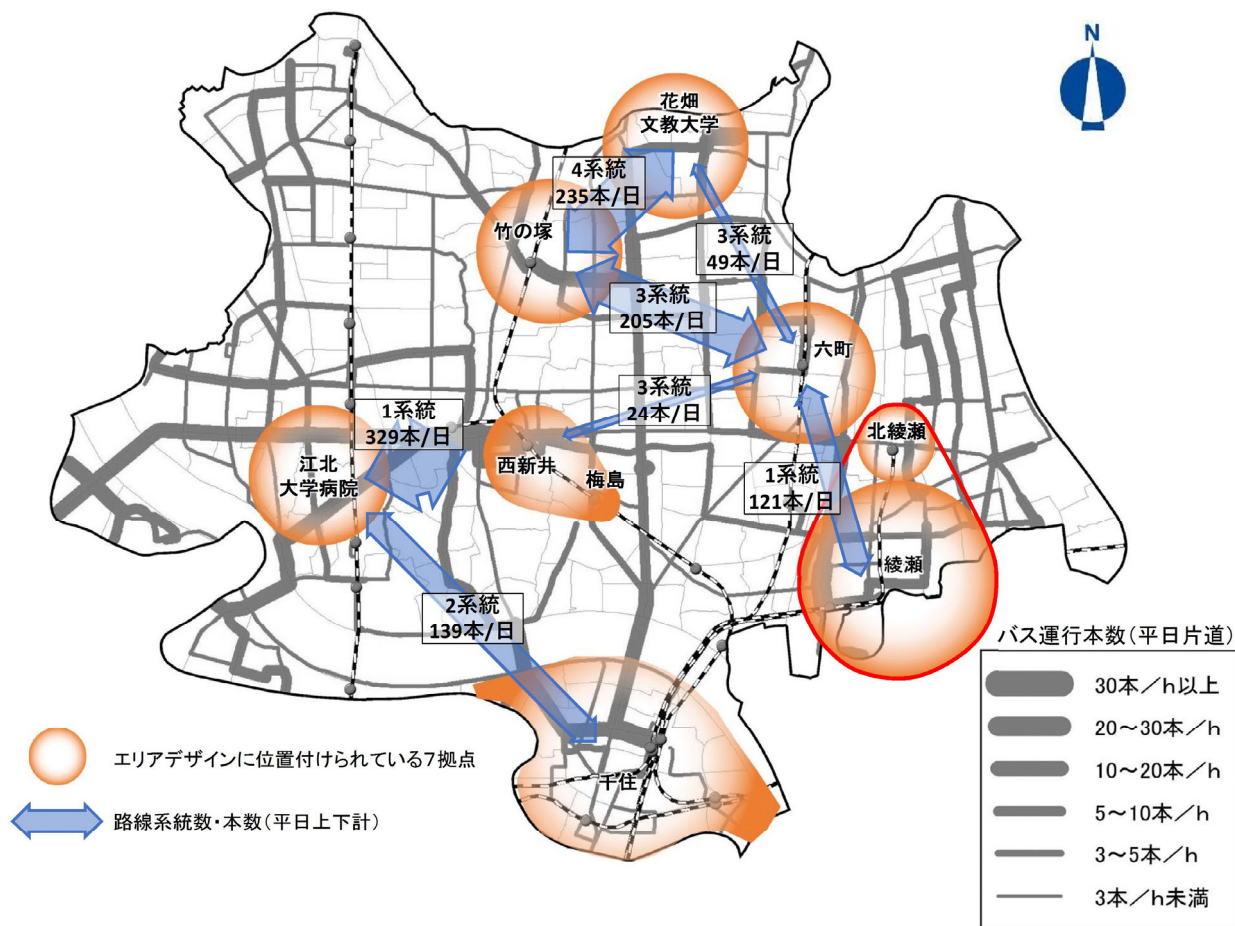 N
花畑
文教大学
4系統
235本/日
竹の塚
3系統
49本/日
3系統
205本/日
六町
3系統
24本/日
1系統
329本/日
北綾瀬
江北
大学病院
西新井
梅島
1系統
121本/日
綾瀬
2系統
139本/日
千住
バス運行本数(平日片道)
30本/h以上
20~30本/h
10~20本/h
5~10本/h
3~5本/h
3本/h未満
エリアデザインに位置付けられている7拠点
路線系統数・本数(平日上下計)